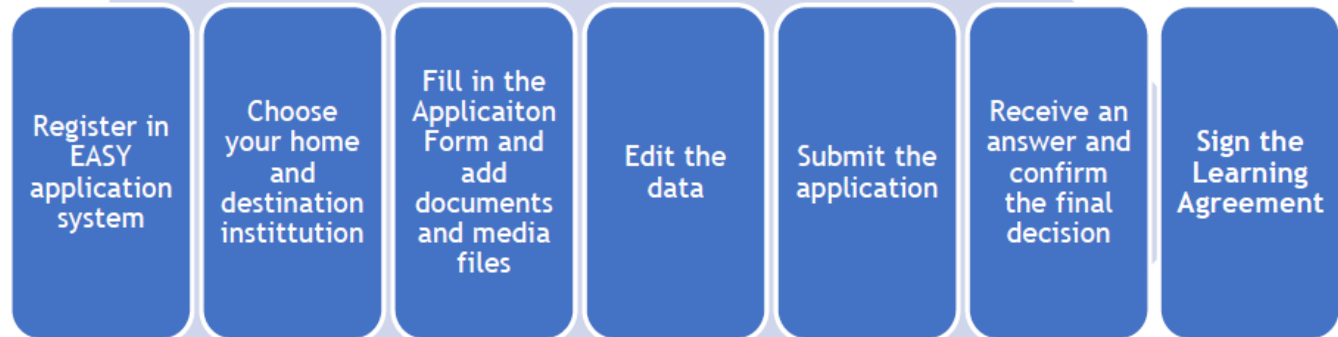 Register in
EASY
application
system
Choose
your home
and
destination
instittution
Fill in the
Applicaiton
Form and
add
documents
and media
files
Edit the
data
Submit the
application
Receive an
answer and
confirm
the final
decision
Sign the
Learning
Agreement